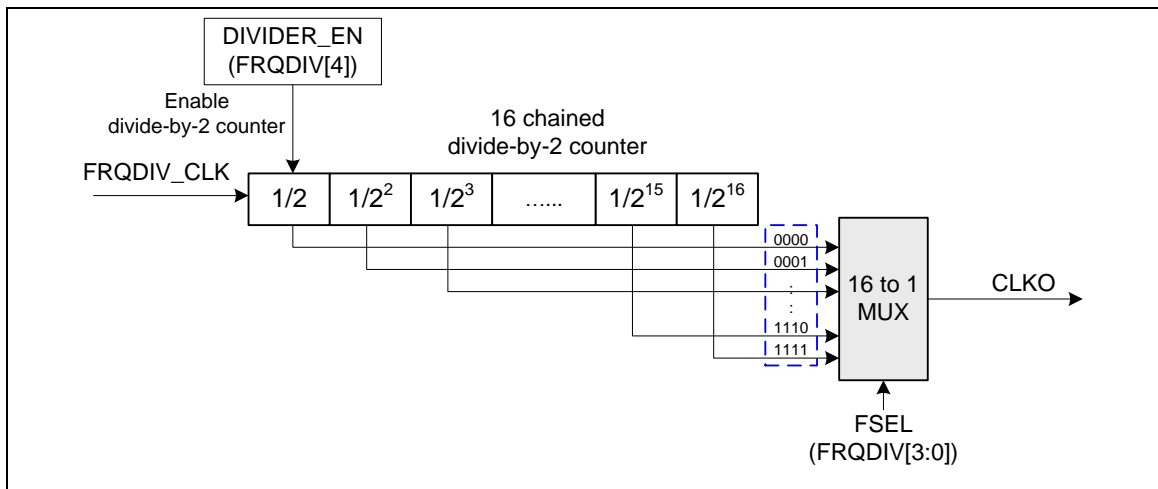 DIVIDER_EN
(FRQDIV[4])
Enable
divide-by-2 counter
16 chained
divide-by-2 counter
FRQDIV_CLK
1/2 1/2² 1/2³ …... 1/2¹⁵ 1/2¹⁶
0000
0001
:
:
1110
1111
16 to 1
MUX
CLKO
FSEL
(FRQDIV[3:0])